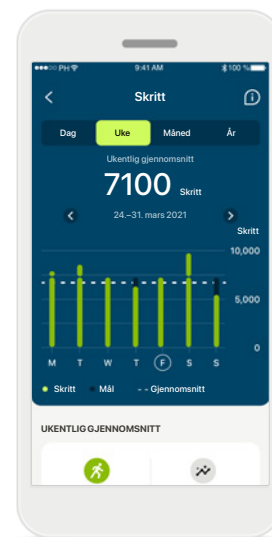 PH 9:41 AM 100 %
Skritt
Dag Uke Måned År
Ukentlig gjennomsnitt
7100 Skritt
24.–31. mars 2021
Skritt
10,000
5,000
0
M T W T F S S
Skritt Mål - - Gjennomsnitt
UKENTLIG GJENNOMSNITT